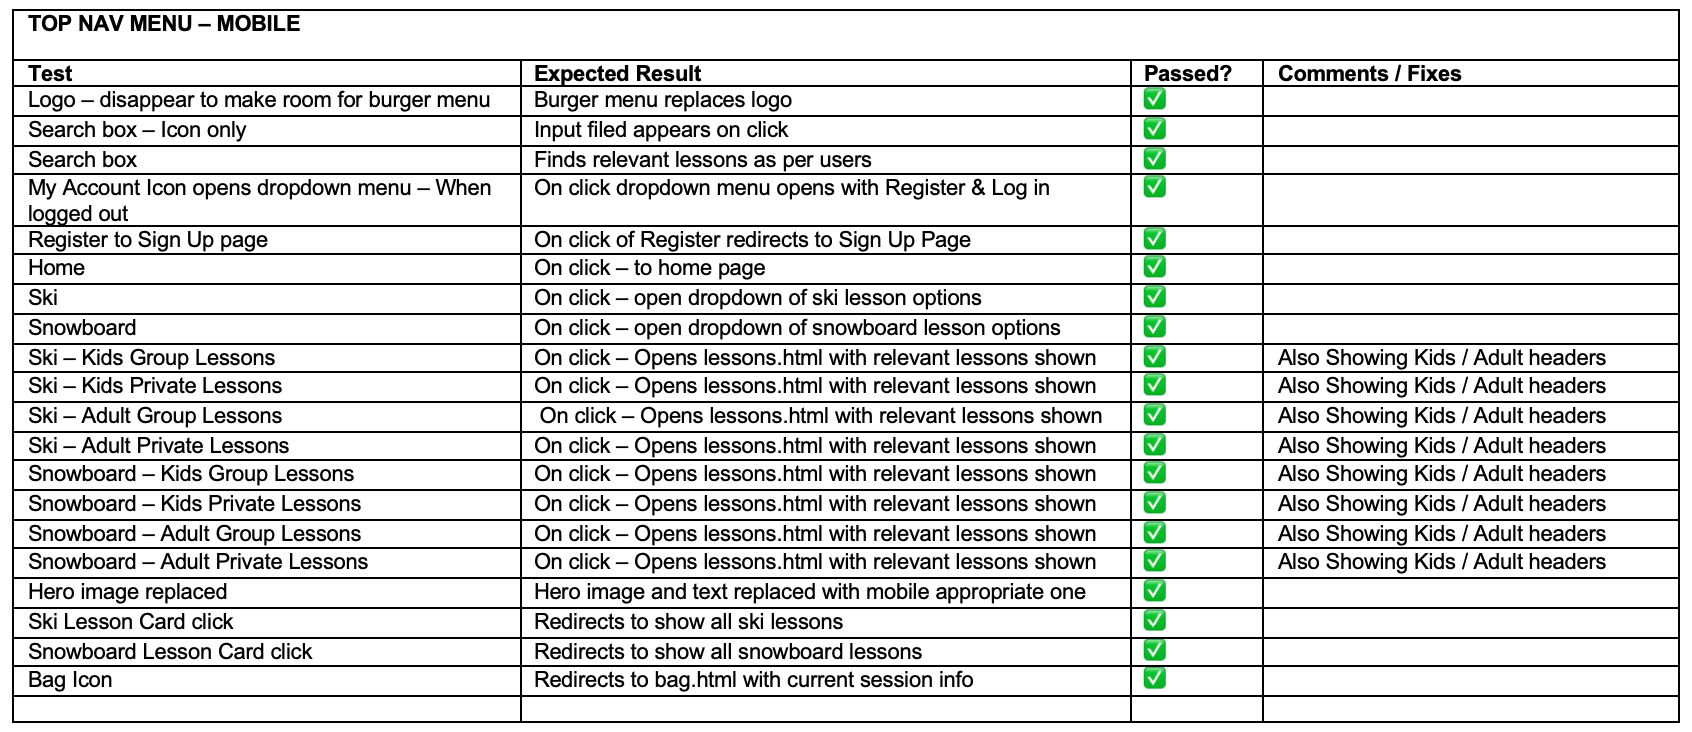 TOP NAV MENU – MOBILE
Test Expected Result Passed? Comments / Fixes
Logo – disappear to make room for burger menu Burger menu replaces logo ✅
Search box – Icon only Input filed appears on click ✅
Search box Finds relevant lessons as per users ✅
My Account Icon opens dropdown menu – When On click dropdown menu opens with Register & Log in ✅
logged out
Register to Sign Up page On click of Register redirects to Sign Up Page ✅
Home On click – to home page ✅
Ski On click – open dropdown of ski lesson options ✅
Snowboard On click – open dropdown of snowboard lesson options ✅
Ski – Kids Group Lessons On click – Opens lessons.html with relevant lessons shown ✅ Also Showing Kids / Adult headers
Ski – Kids Private Lessons On click – Opens lessons.html with relevant lessons shown ✅ Also Showing Kids / Adult headers
Ski – Adult Group Lessons On click – Opens lessons.html with relevant lessons shown ✅ Also Showing Kids / Adult headers
Ski – Adult Private Lessons On click – Opens lessons.html with relevant lessons shown ✅ Also Showing Kids / Adult headers
Snowboard – Kids Group Lessons On click – Opens lessons.html with relevant lessons shown ✅ Also Showing Kids / Adult headers
Snowboard – Kids Private Lessons On click – Opens lessons.html with relevant lessons shown ✅ Also Showing Kids / Adult headers
Snowboard – Adult Group Lessons On click – Opens lessons.html with relevant lessons shown ✅ Also Showing Kids / Adult headers
Snowboard – Adult Private Lessons On click – Opens lessons.html with relevant lessons shown ✅ Also Showing Kids / Adult headers
Hero image replaced Hero image and text replaced with mobile appropriate one ✅
Ski Lesson Card click Redirects to show all ski lessons ✅
Snowboard Lesson Card click Redirects to show all snowboard lessons ✅
Bag Icon Redirects to bag.html with current session info ✅